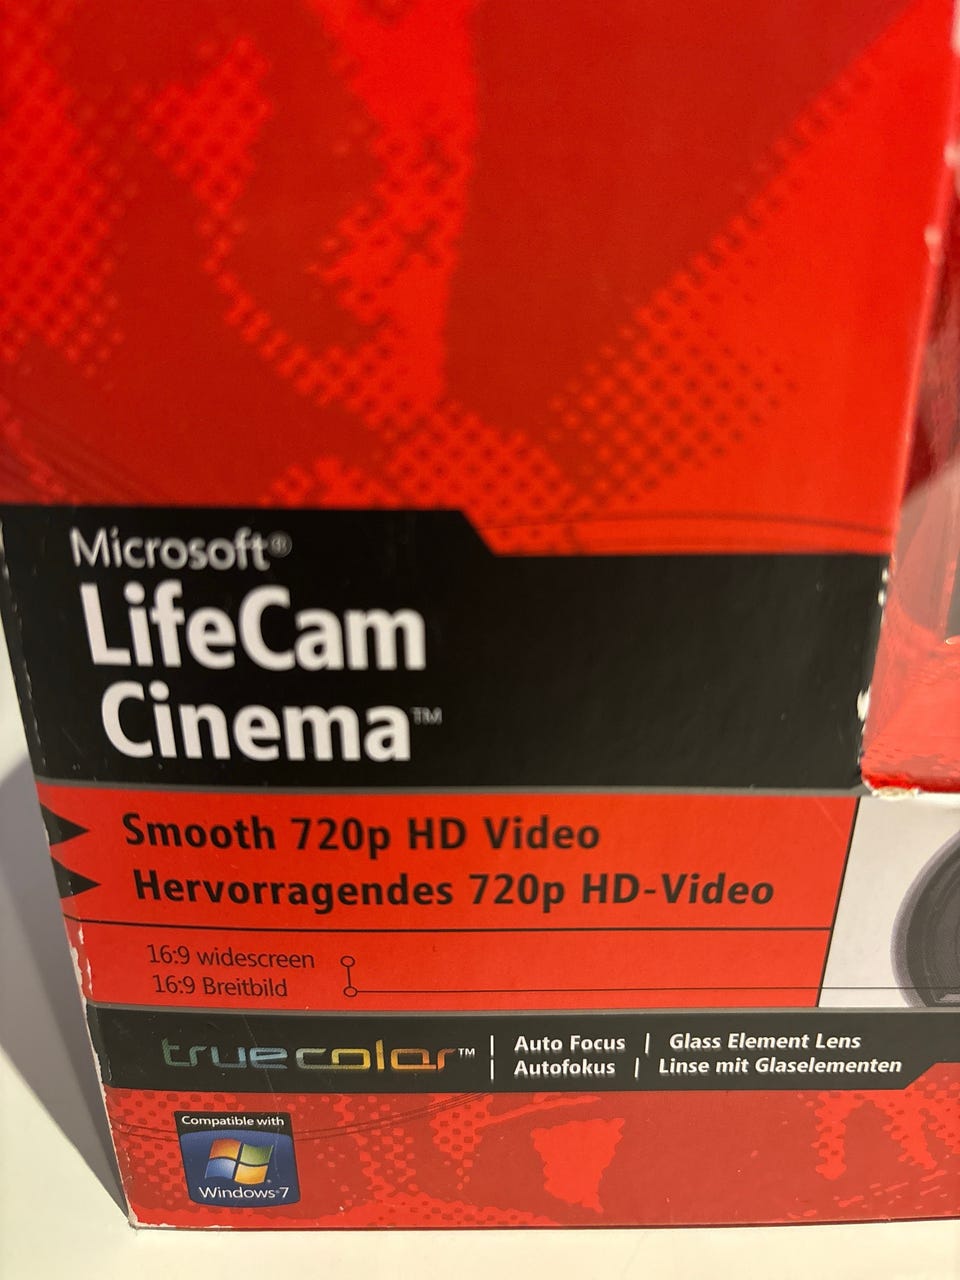 Microsoft®
LifeCam
Cinema™
Smooth 720p HD Video
Hervorragendes 720p HD-Video
16:9 widescreen
16:9 Breitbild
truecolor™ | Auto Focus | Glass Element Lens
| Autofokus | Linse mit Glaselementen
Compatible with
Windows® 7